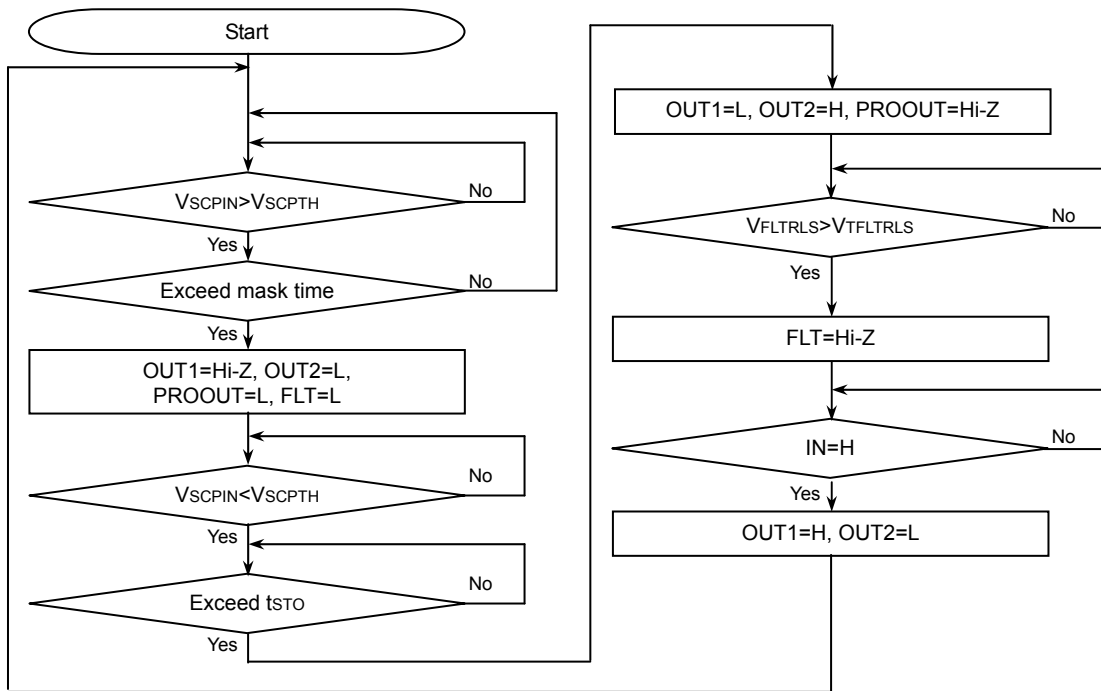 Start
VSCPIN>VSCPTH
No
Yes
Exceed mask time
No
Yes
OUT1=Hi-Z, OUT2=L,
PROOUT=L, FLT=L
VSCPIN<VSCPTH
No
Yes
Exceed tSTO
No
Yes
OUT1=L, OUT2=H, PROOUT=Hi-Z
VFLTRLS>VTFLTRLS
No
Yes
FLT=Hi-Z
IN=H
No
Yes
OUT1=H, OUT2=L